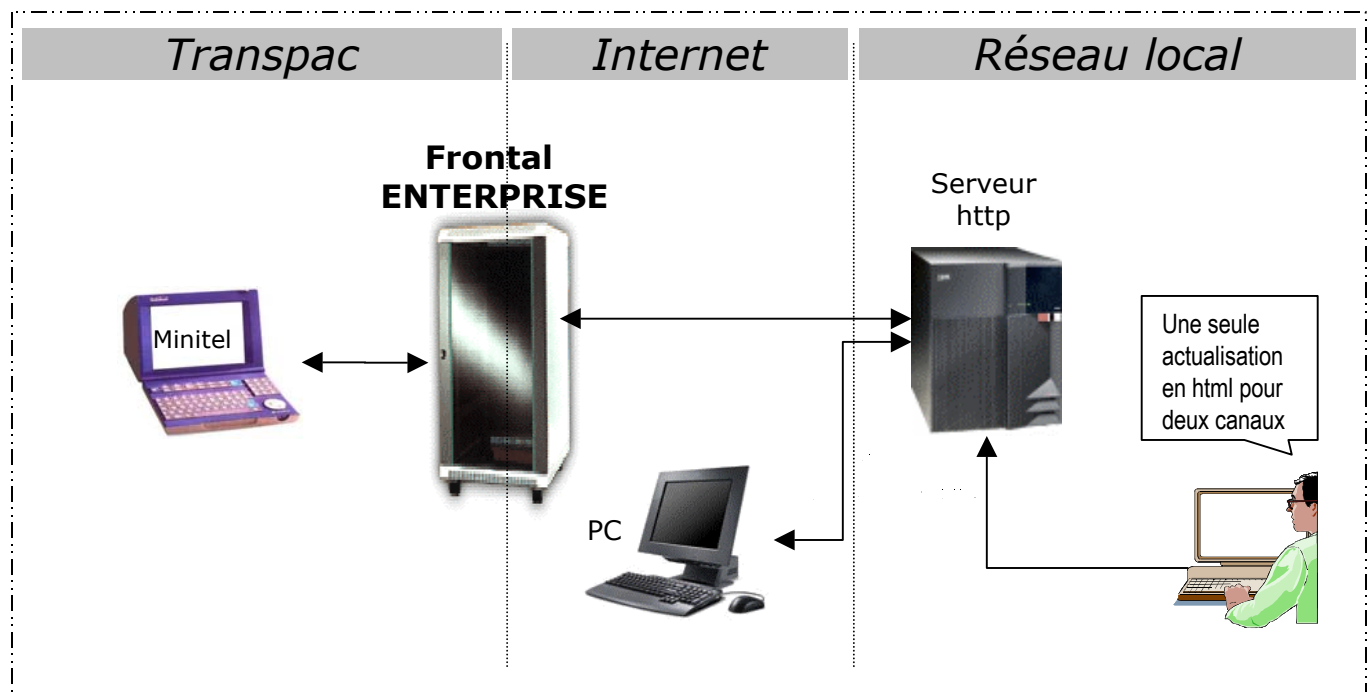 Transpac
Internet
Réseau local
Frontal
ENTERPRISE
Serveur
http
Minitel
Une seule
actualisation
en html pour
deux canaux
PC